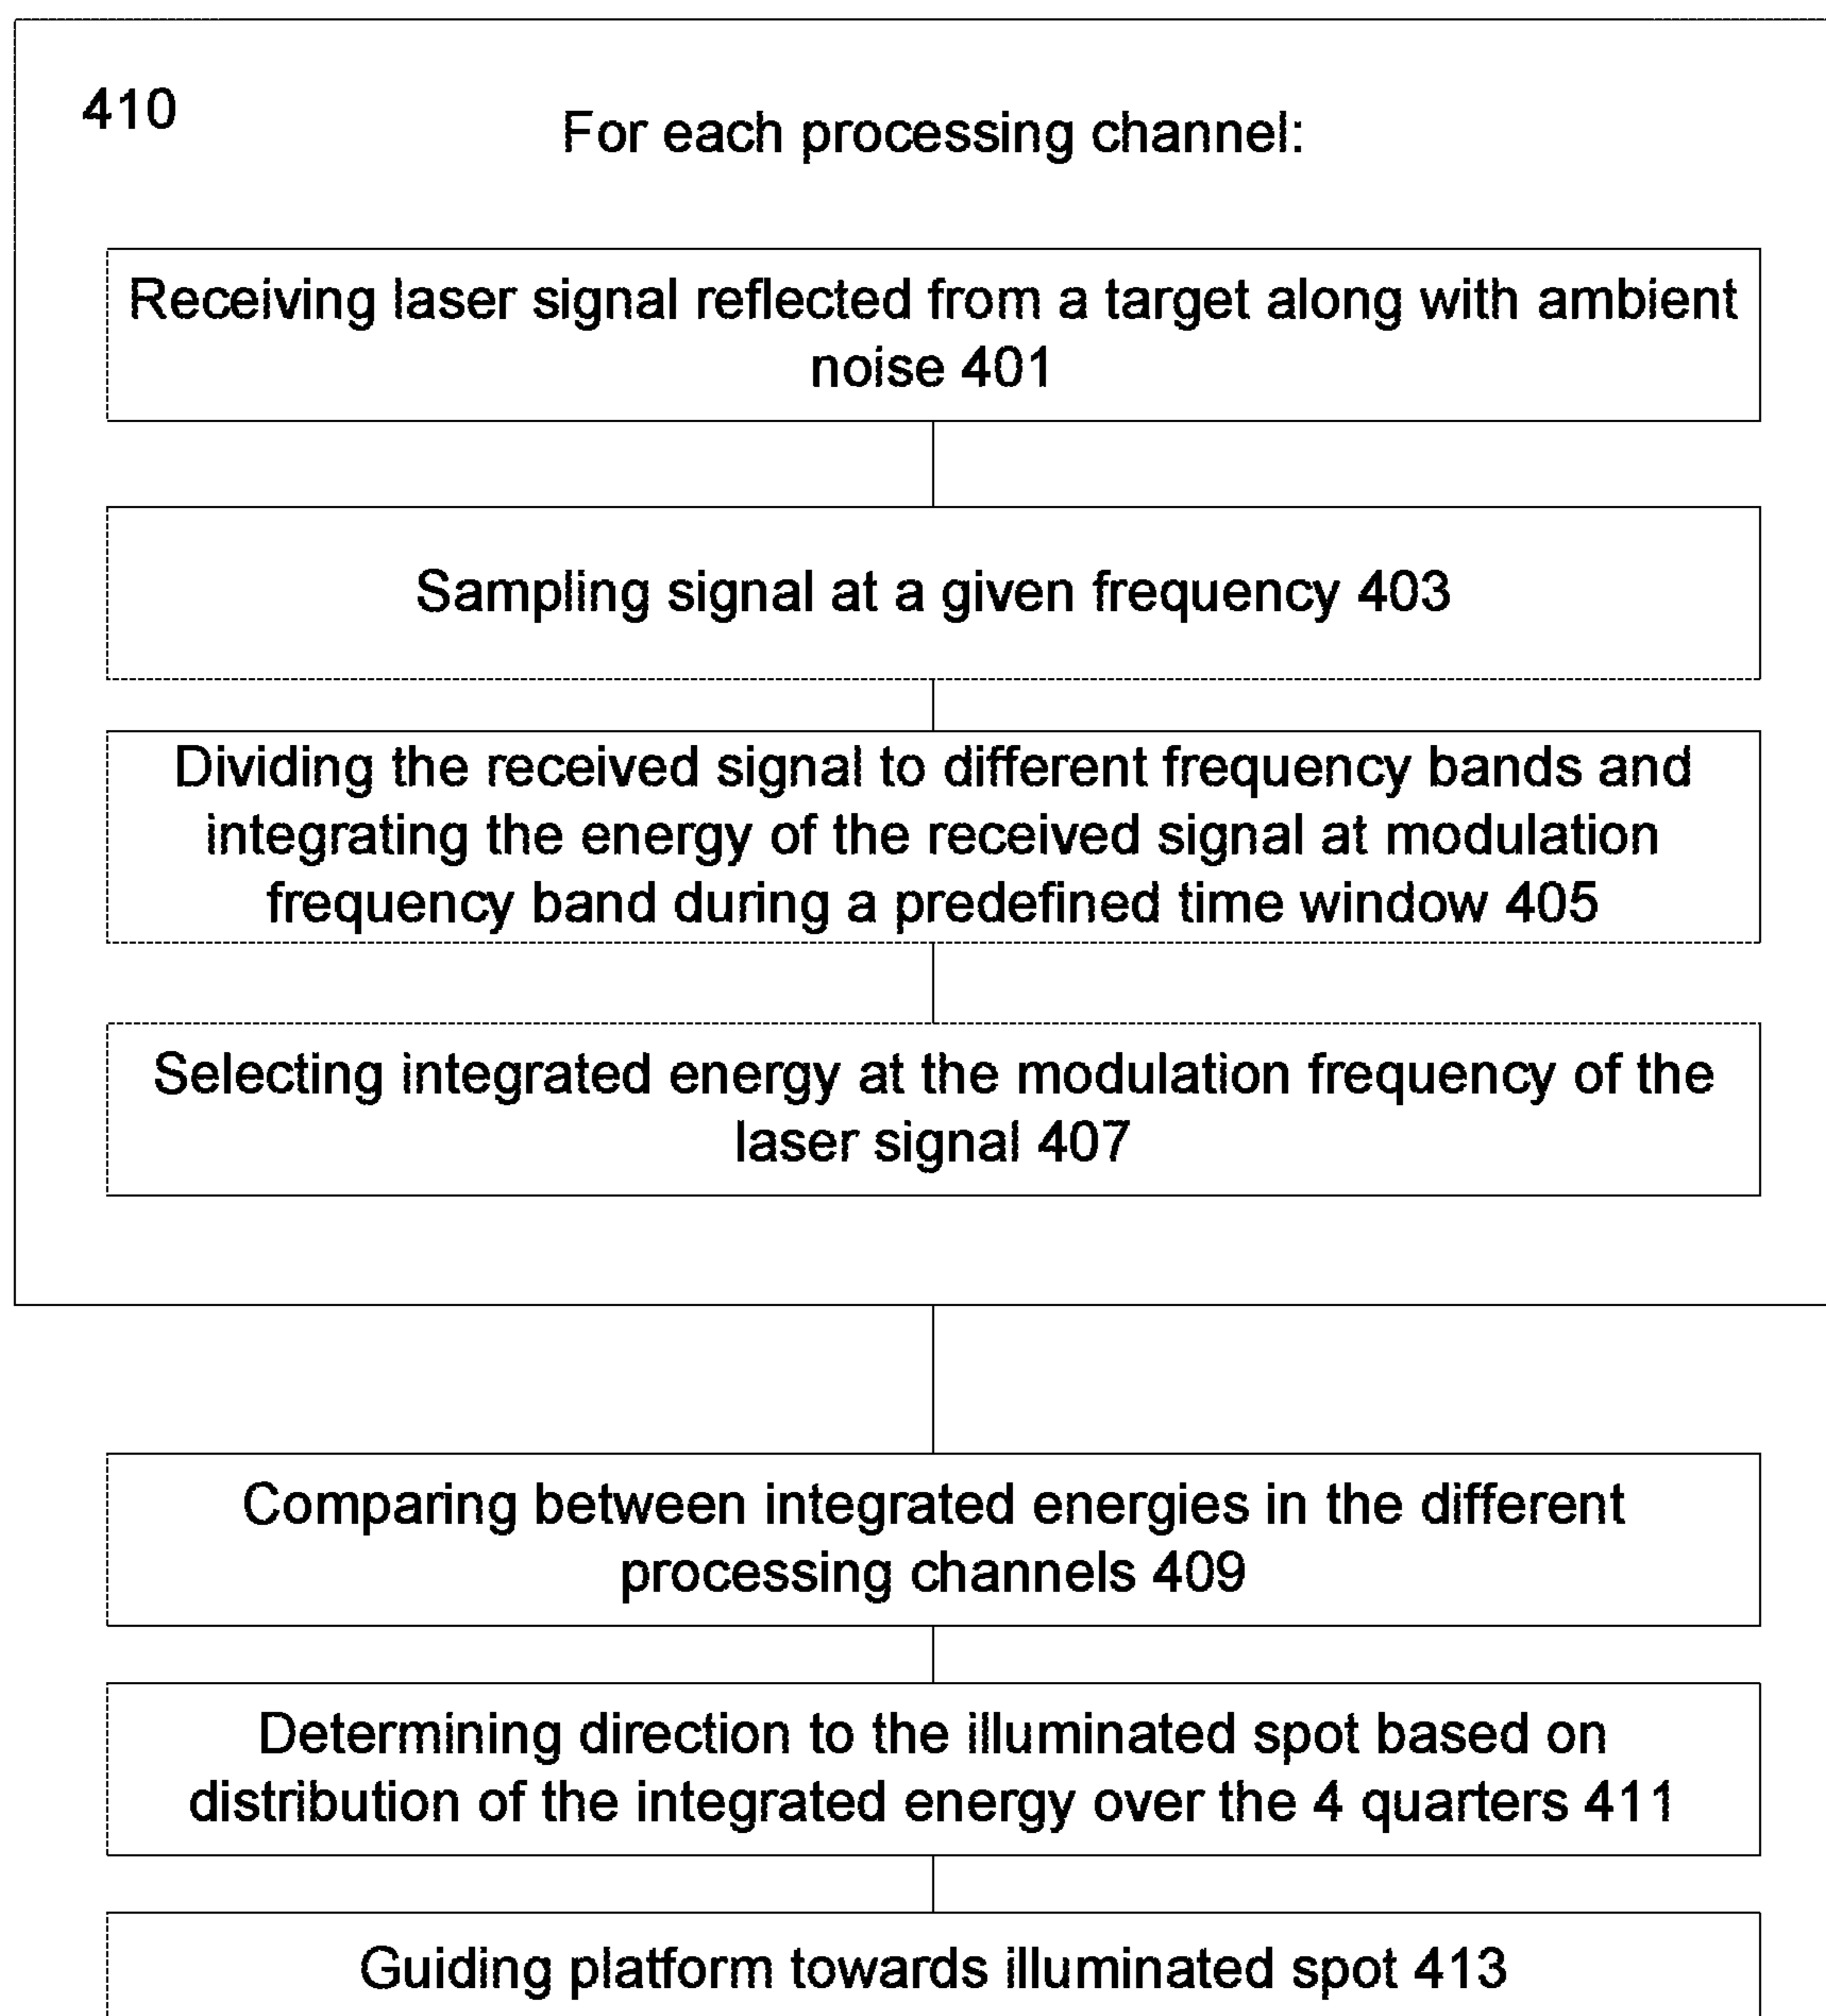 410
For each processing channel:
Receiving laser signal reflected from a target along with ambient
noise 401
Sampling signal at a given frequency 403
Dividing the received signal to different frequency bands and
integrating the energy of the received signal at modulation
frequency band during a predefined time window 405
Selecting integrated energy at the modulation frequency of the
laser signal 407
Comparing between integrated energies in the different
processing channels 409
Determining direction to the illuminated spot based on
distribution of the integrated energy over the 4 quarters 411
Guiding platform towards illuminated spot 413